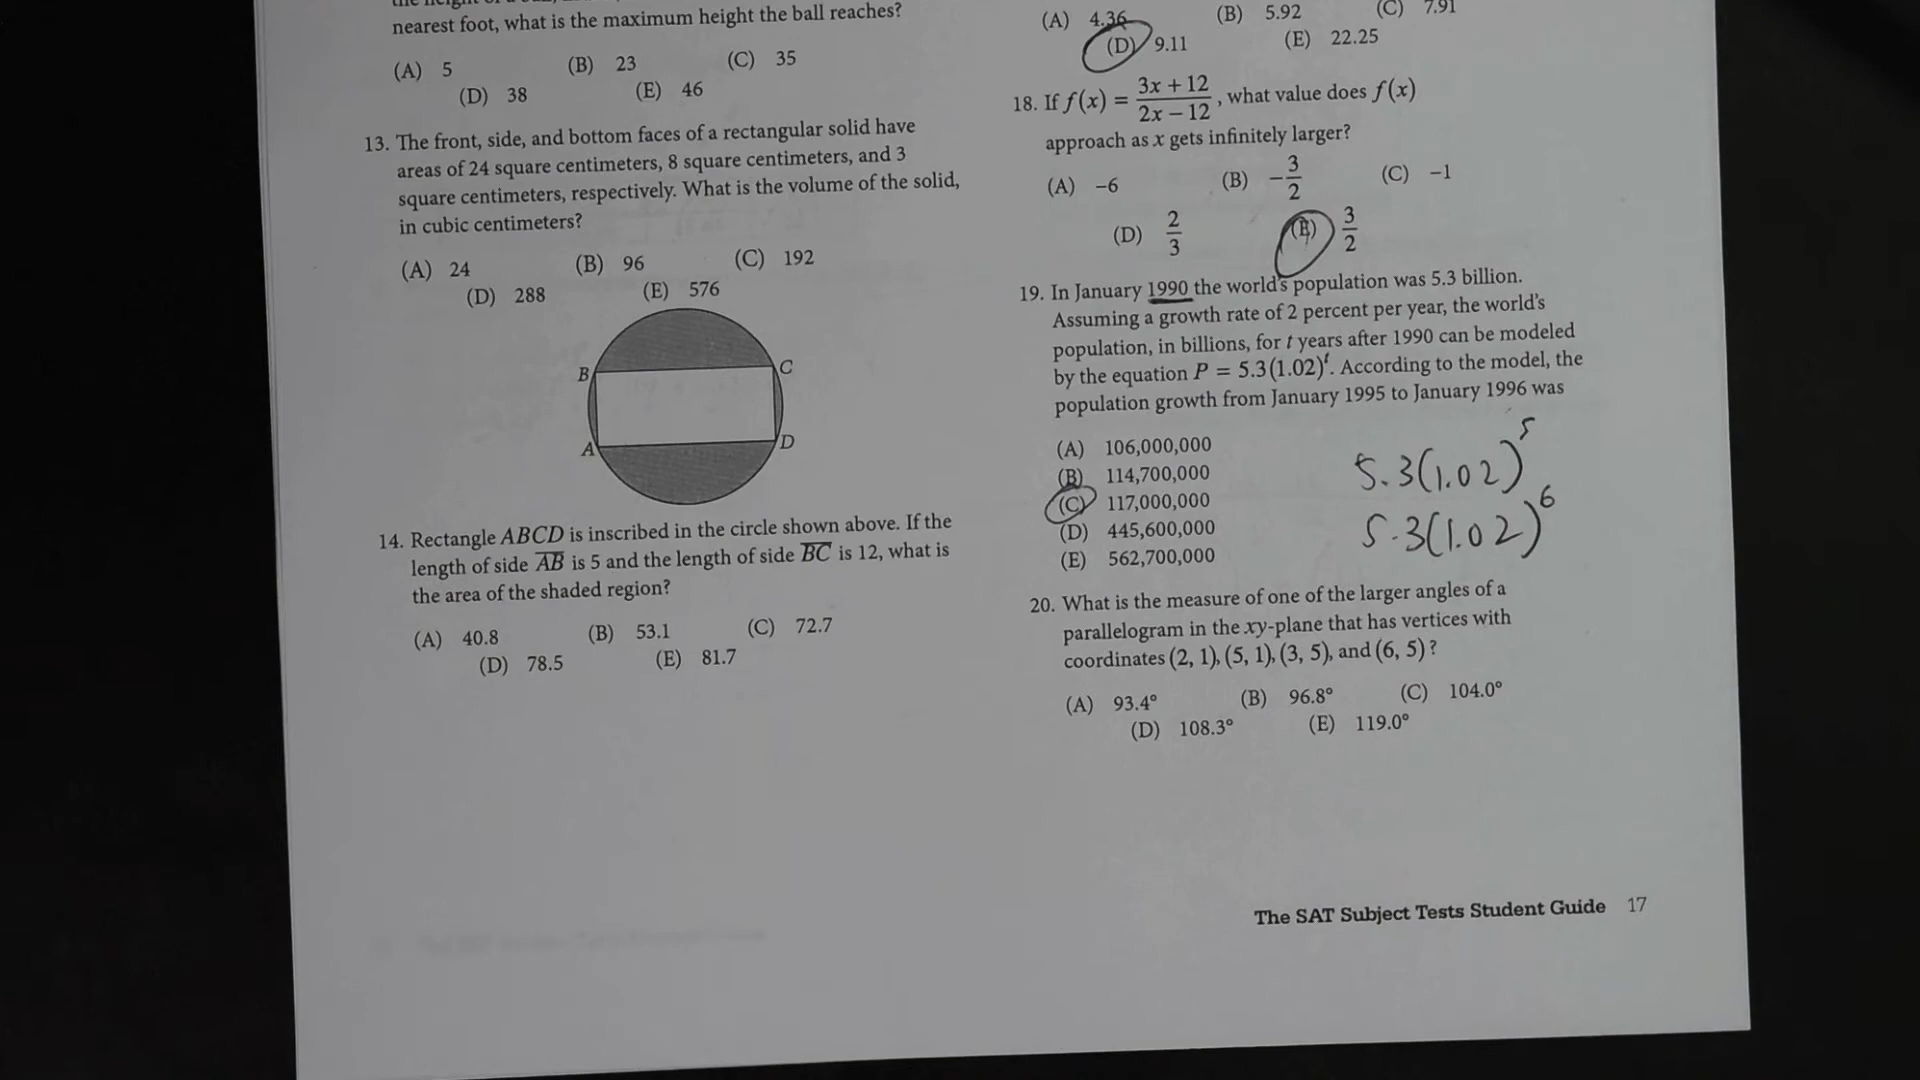 nearest foot, what is the maximum height the ball reaches?
(A) 5 (B) 23 (C) 35
(D) 38 (E) 46
13. The front, side, and bottom faces of a rectangular solid have
areas of 24 square centimeters, 8 square centimeters, and 3
square centimeters, respectively. What is the volume of the solid,
in cubic centimeters?
(A) 24 (B) 96 (C) 192
(D) 288 (E) 576
B C
A D
14. Rectangle ABCD is inscribed in the circle shown above. If the
length of side A̅B̅ is 5 and the length of side B̅C̅ is 12, what is
the area of the shaded region?
(A) 40.8 (B) 53.1 (C) 72.7
(D) 78.5 (E) 81.7
(A) 4.36 (B) 5.92 (C) 7.91
(D) 9.11 (E) 22.25
18. If f(x) = (3x + 12)/(2x − 12), what value does f(x)
approach as x gets infinitely larger?
(A) −6 (B) −3/2 (C) −1
(D) 2/3 (E) 3/2
19. In January 1990 the world's population was 5.3 billion.
Assuming a growth rate of 2 percent per year, the world's
population, in billions, for t years after 1990 can be modeled
by the equation P = 5.3(1.02)^t. According to the model, the
population growth from January 1995 to January 1996 was
(A) 106,000,000
(B) 114,700,000
(C) 117,000,000
(D) 445,600,000
(E) 562,700,000
5.3(1.02)^5
5.3(1.02)^6
20. What is the measure of one of the larger angles of a
parallelogram in the xy-plane that has vertices with
coordinates (2, 1), (5, 1), (3, 5), and (6, 5)?
(A) 93.4° (B) 96.8° (C) 104.0°
(D) 108.3° (E) 119.0°
The SAT Subject Tests Student Guide 17